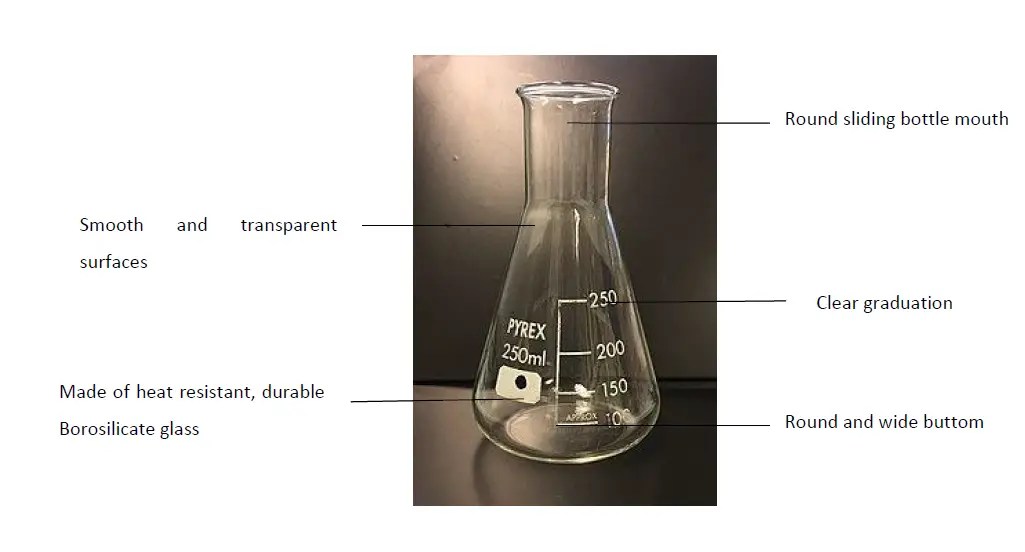 Round sliding bottle mouth
Smooth and transparent
surfaces
250
Clear graduation
PYREX
250ml
200
150
Made of heat resistant, durable
Borosilicate glass
APPROX 100
Round and wide buttom